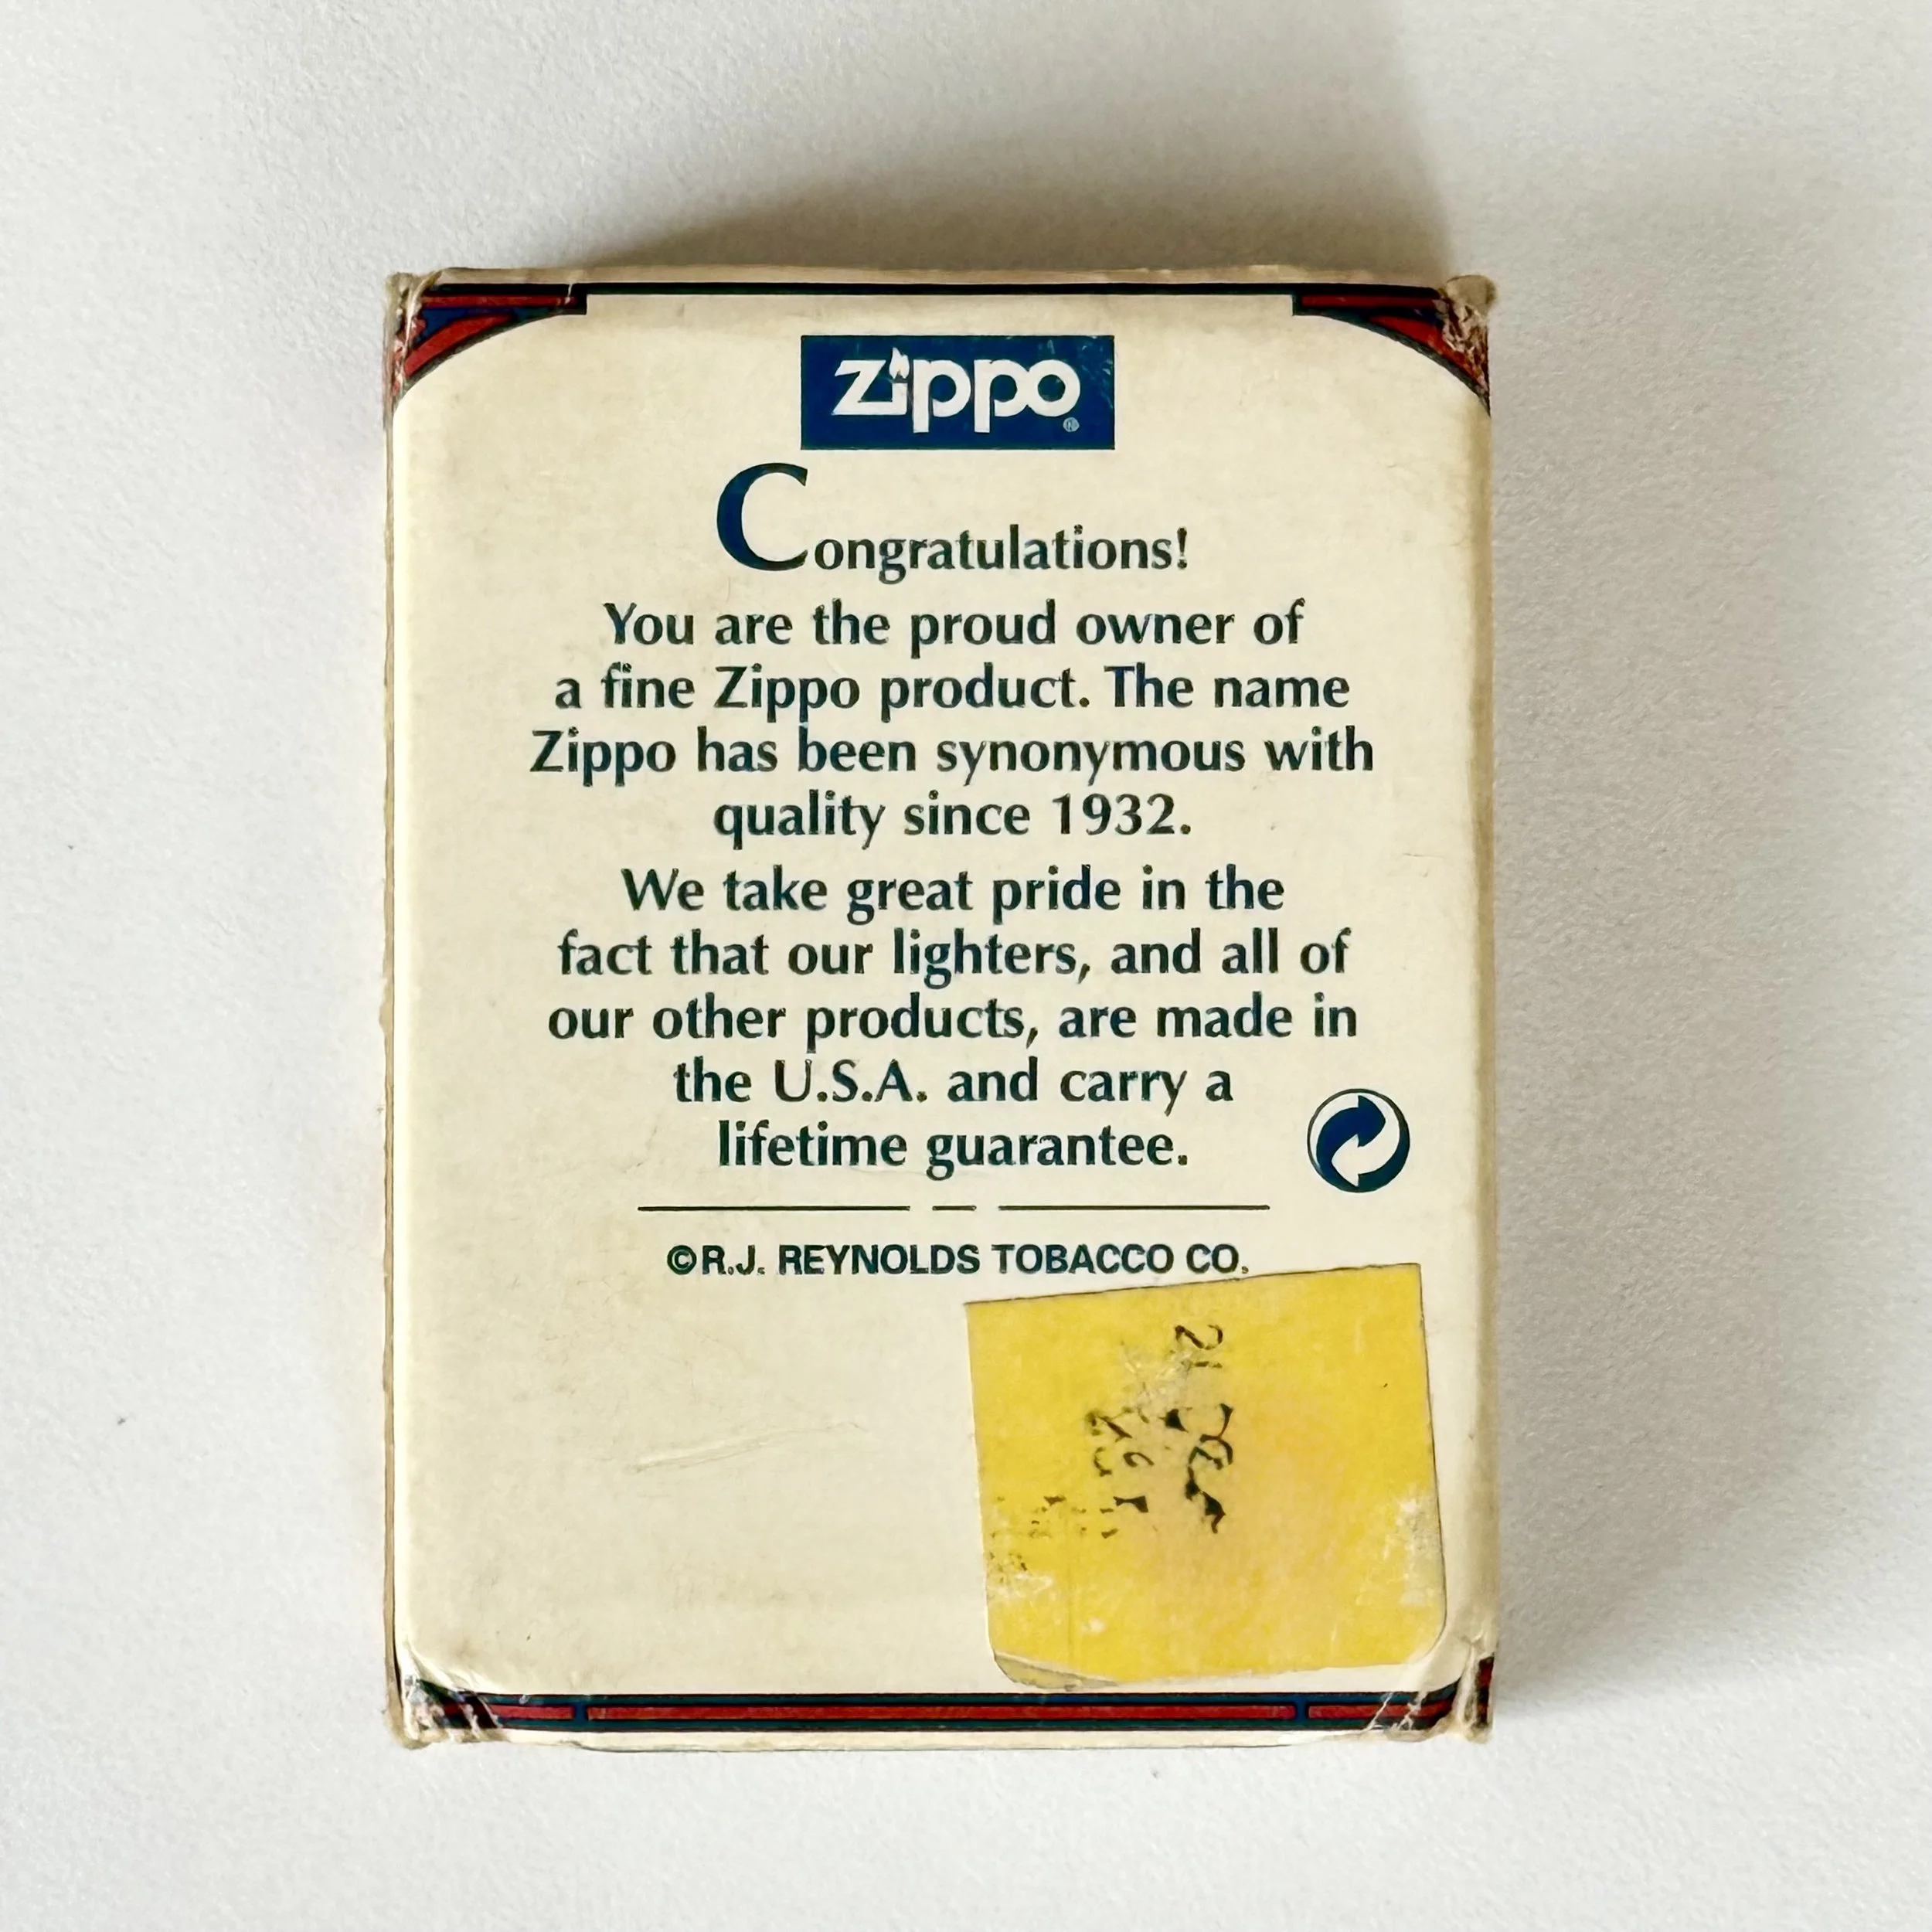 Zippo®
Congratulations!
You are the proud owner of
a fine Zippo product. The name
Zippo has been synonymous with
quality since 1932.
We take great pride in the
fact that our lighters, and all of
our other products, are made in
the U.S.A. and carry a
lifetime guarantee.
©R.J. REYNOLDS TOBACCO CO.